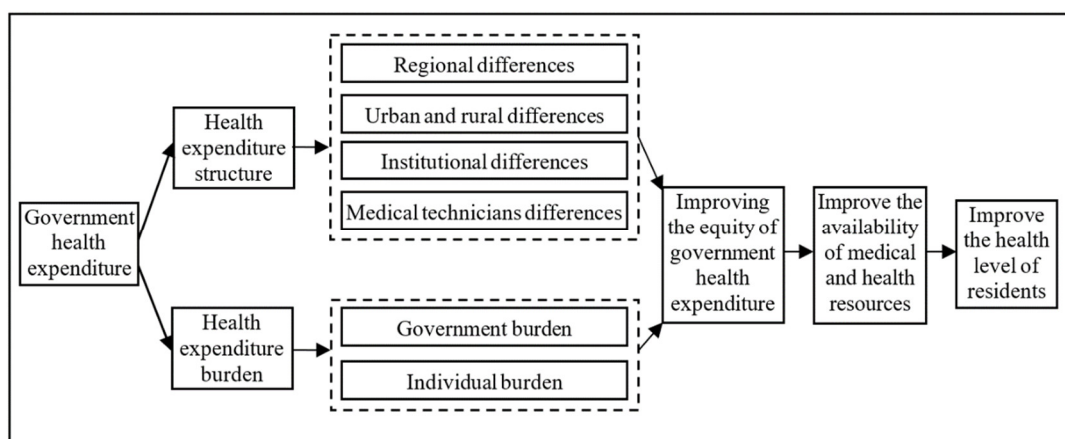 Government
health
expenditure
Health
expenditure
structure
Health
expenditure
burden
Regional differences
Urban and rural differences
Institutional differences
Medical technicians differences
Government burden
Individual burden
Improving
the equity of
government
health
expenditure
Improve the
availability
of medical
and health
resources
Improve
the health
level of
residents